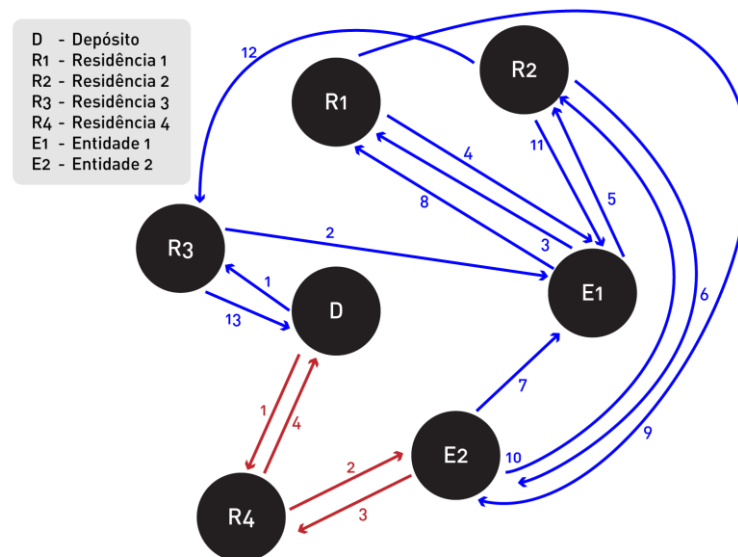 D - Depósito
R1 - Residência 1
R2 - Residência 2
R3 - Residência 3
R4 - Residência 4
E1 - Entidade 1
E2 - Entidade 2
12
R2
R1
4
11
5
8
3
R3
2
1
E1
13
D
6
7
1
4
9
E2
10
2
3
R4